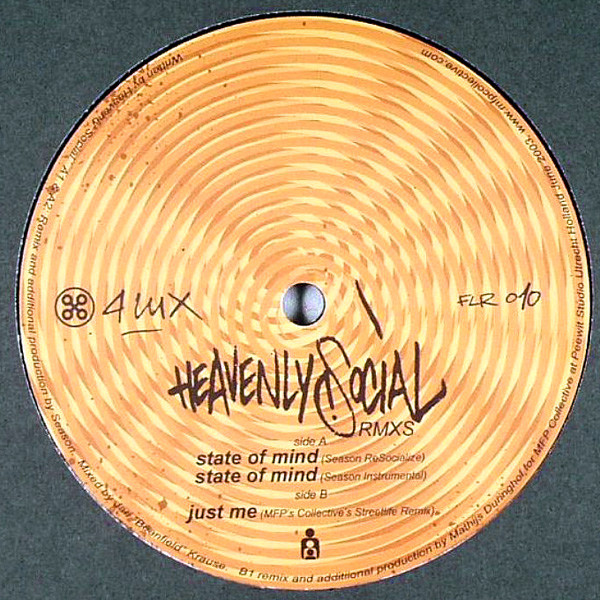 4 lux
FLR 010
HEAVENLY SOCIAL
RMXS
side A
state of mind (Season ReSocialize)
state of mind (Season Instrumental)
side B
just me (MFP's Collective's Streetlife Remix)
Written by Heavenly Social. A1 & A2: Remix and additional production by Season. Mixed by Jan "Beanfield" Krause. B1 remix and additional production by Mathijs Duringhof for MFP Collective at Peewit Studio Utrecht Holland June 2003. www.mfpcollective.com